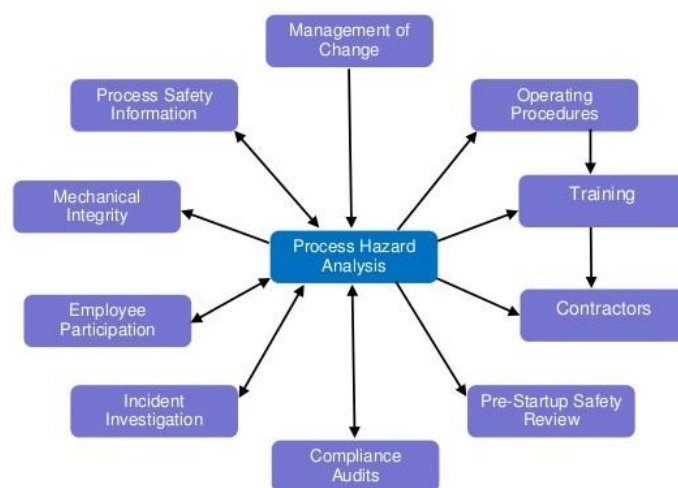 Management of
Change
Process Safety
Information
Operating
Procedures
Mechanical
Integrity
Training
Process Hazard
Analysis
Employee
Participation
Contractors
Incident
Investigation
Pre-Startup Safety
Review
Compliance
Audits